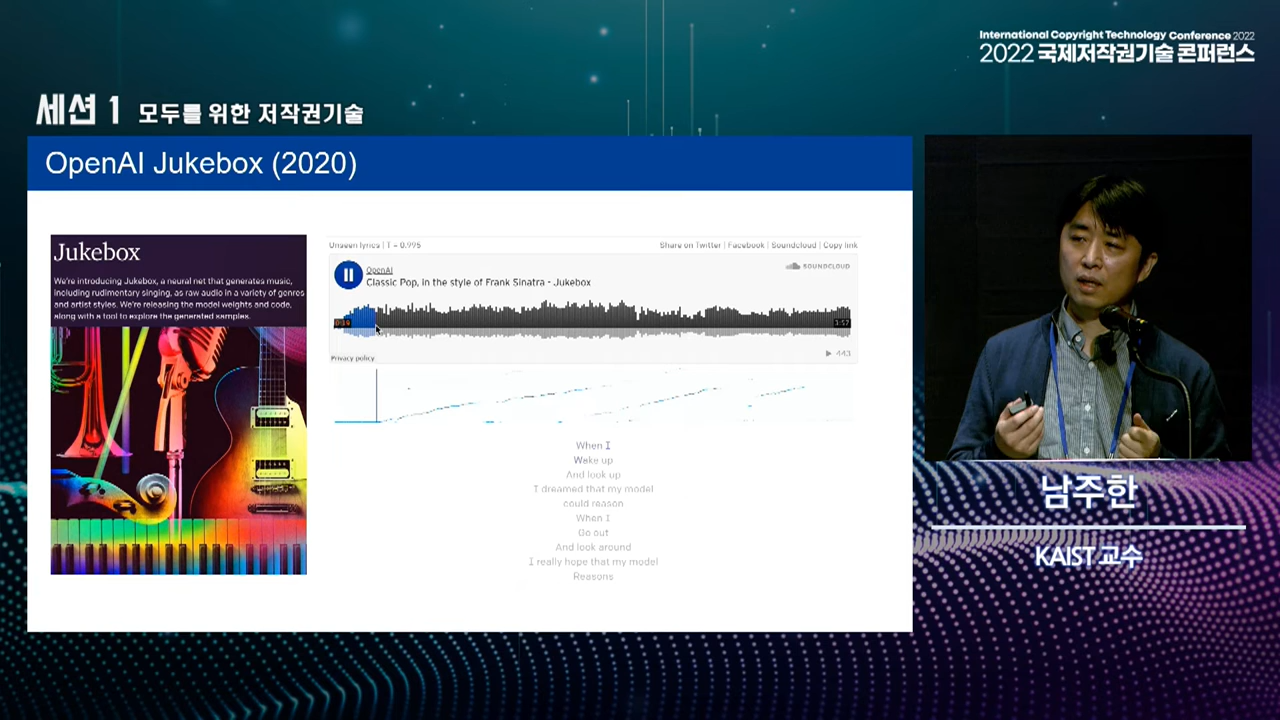 International Copyright Technology Conference 2022
2022 국제저작권기술 콘퍼런스
세션 1 모두를 위한 저작권기술
OpenAI Jukebox (2020)
Jukebox
We're introducing Jukebox, a neural net that generates music,
including rudimentary singing, as raw audio in a variety of genres
and artist styles. We're releasing the model weights and code,
along with a tool to explore the generated samples.
Unseen lyrics | T = 0.995
Share on Twitter | Facebook | Soundcloud | Copy link
OpenAI
SOUNDCLOUD
Classic Pop, in the style of Frank Sinatra - Jukebox
0:19
1:57
Privacy policy
443
When I
Wake up
And look up
I dreamed that my model
could reason
When I
Go out
And look around
I really hope that my model
Reasons
남주한
KAIST 교수